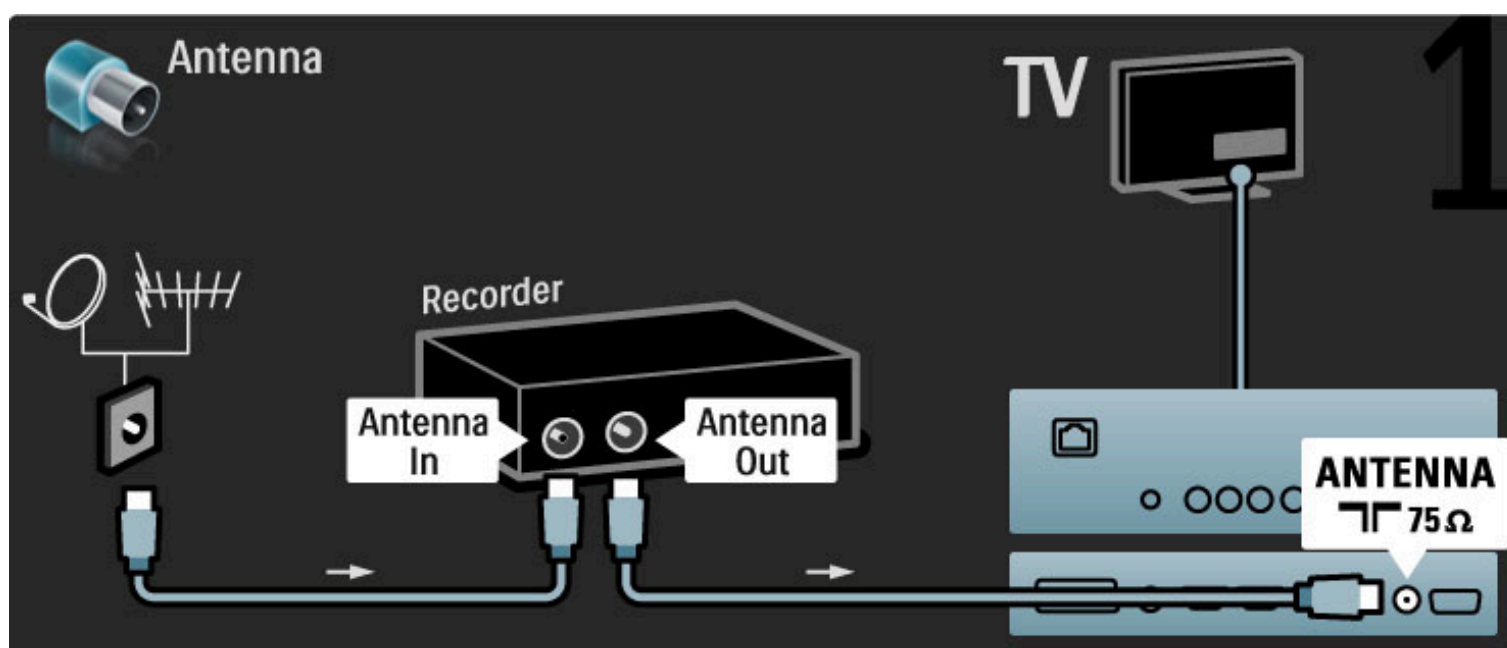 Antenna
TV
1
Recorder
Antenna
In
Antenna
Out
ANTENNA
75Ω